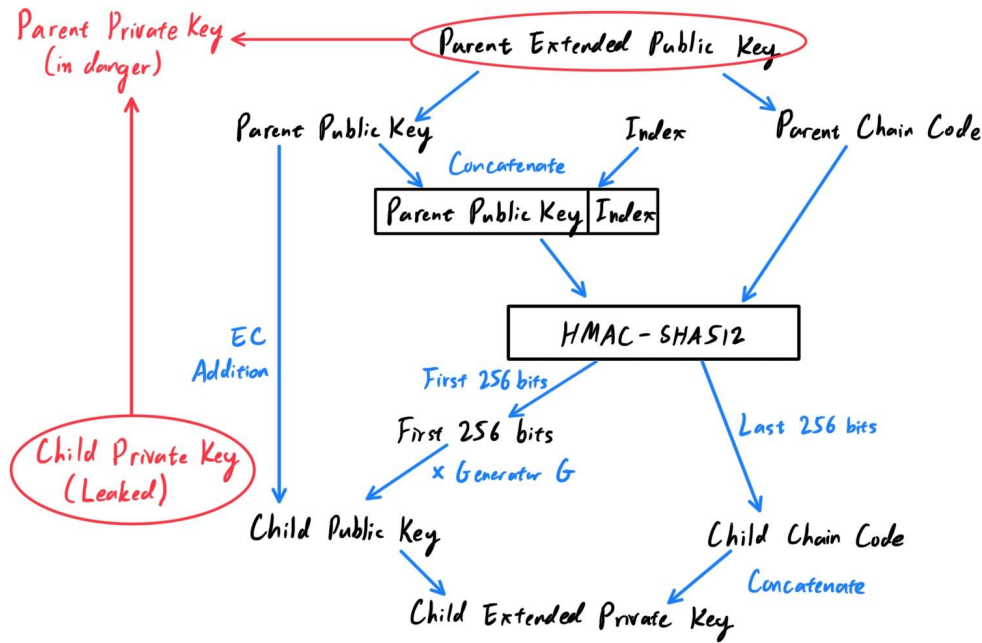 Parent Private Key
(in danger)
Parent Extended Public Key
Parent Public Key
Index
Parent Chain Code
Concatenate
Parent Public Key
Index
HMAC-SHA512
EC
Addition
First 256 bits
First 256 bits
x Generator G
Last 256 bits
Child Private Key
(Leaked)
Child Public Key
Child Chain Code
Concatenate
Child Extended Private Key